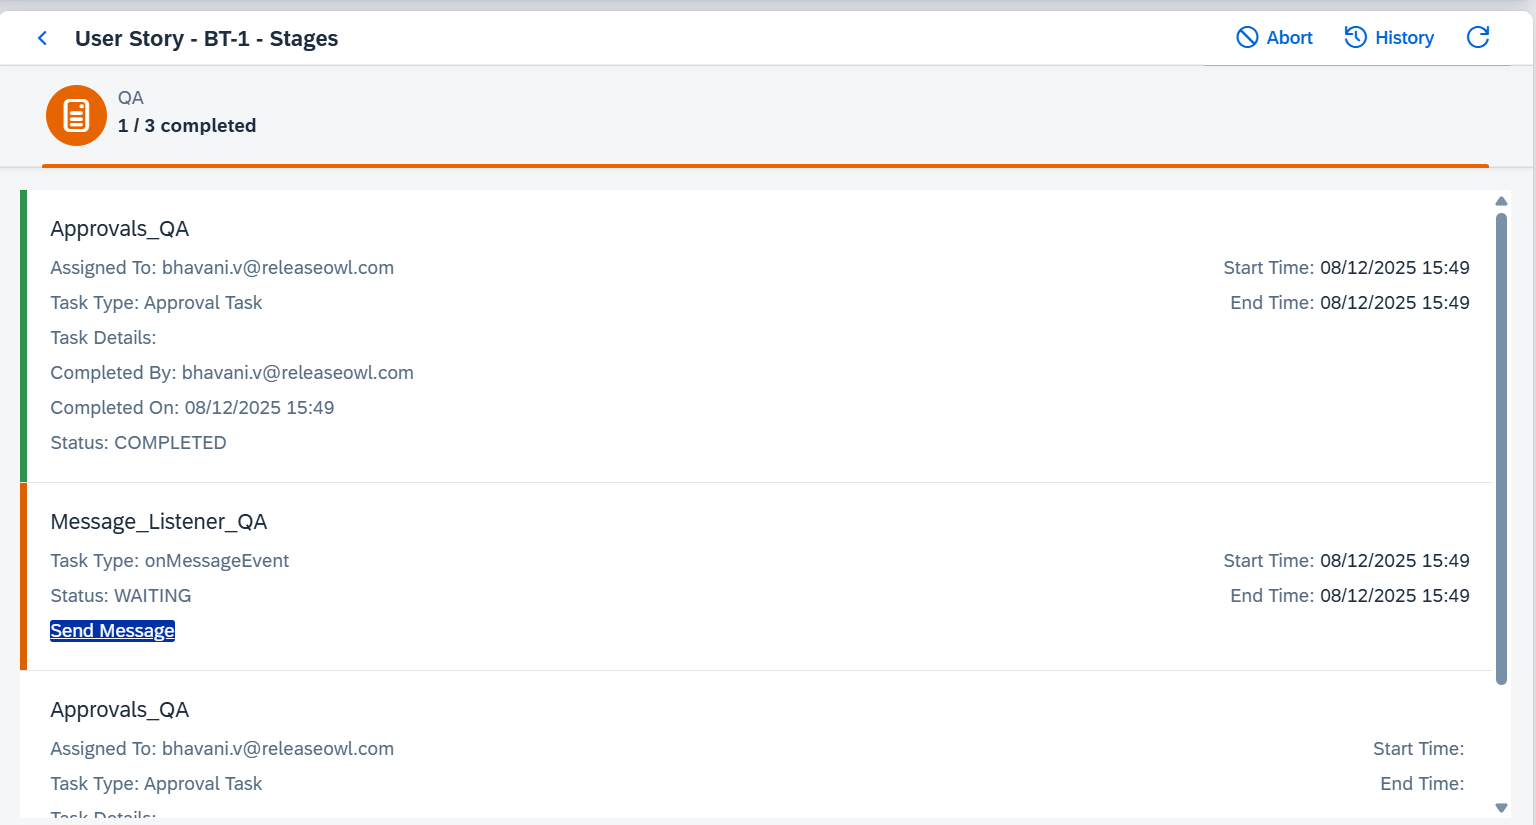 User Story - BT-1 - Stages
Abort
History
QA
1 / 3 completed
Approvals_QA
Assigned To: bhavani.v@releaseowl.com
Start Time: 08/12/2025 15:49
Task Type: Approval Task
End Time: 08/12/2025 15:49
Task Details:
Completed By: bhavani.v@releaseowl.com
Completed On: 08/12/2025 15:49
Status: COMPLETED
Message_Listener_QA
Task Type: onMessageEvent
Start Time: 08/12/2025 15:49
Status: WAITING
End Time: 08/12/2025 15:49
Send Message
Approvals_QA
Assigned To: bhavani.v@releaseowl.com
Start Time:
Task Type: Approval Task
End Time:
Task Details: